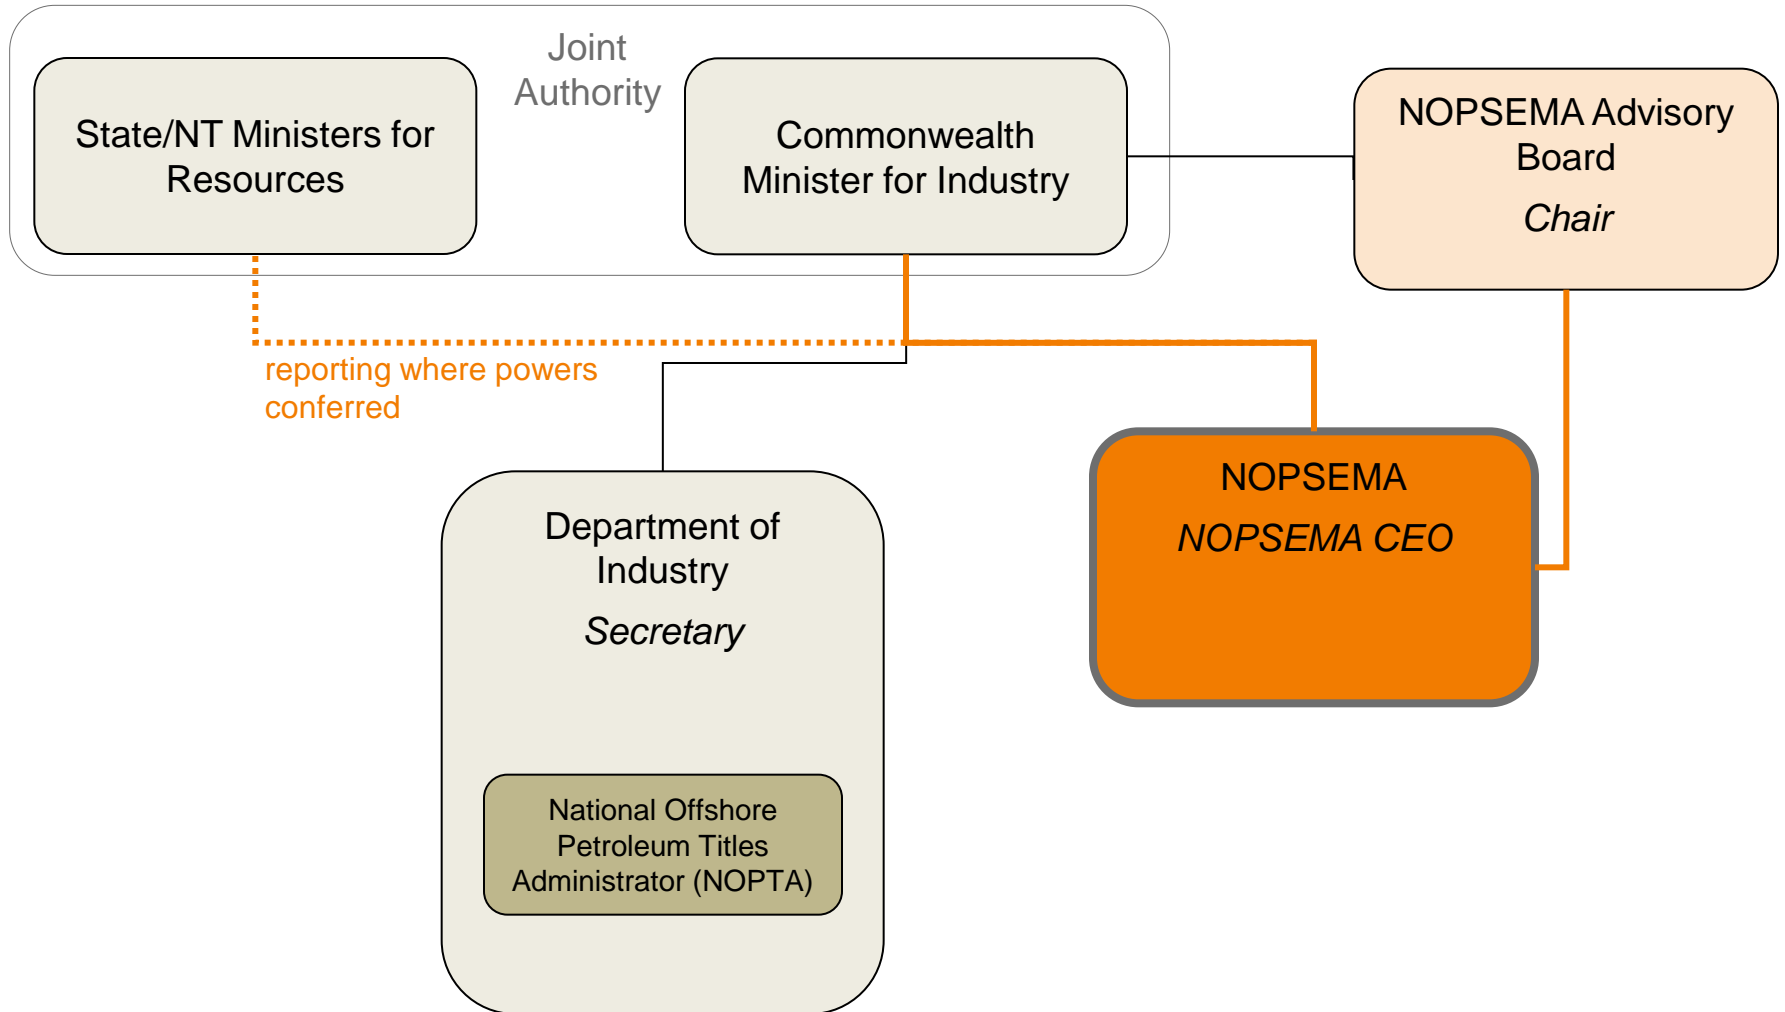 Joint
Authority
State/NT Ministers for
Resources
Commonwealth
Minister for Industry
NOPSEMA Advisory
Board
Chair
reporting where powers
conferred
NOPSEMA
NOPSEMA CEO
Department of
Industry
Secretary
National Offshore
Petroleum Titles
Administrator (NOPTA)